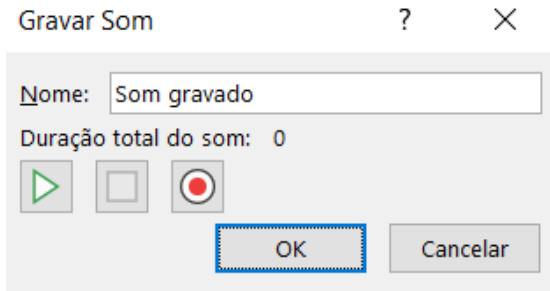 Gravar Som ?
Nome: Som gravado
Duração total do som: 0
OK Cancelar